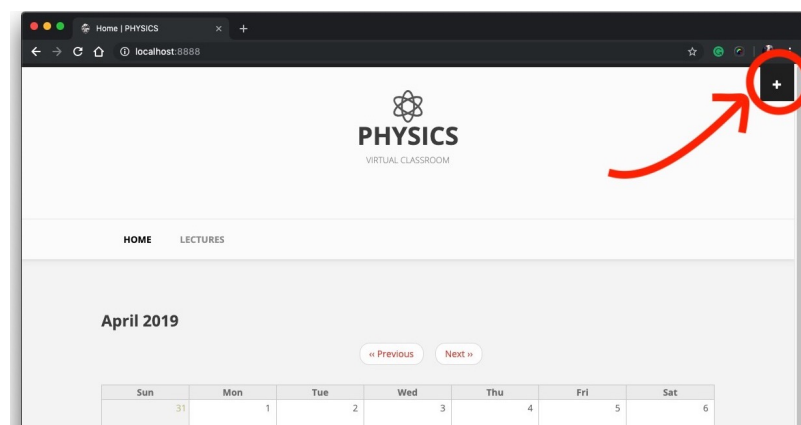 Home | PHYSICS
localhost:8888
PHYSICS
VIRTUAL CLASSROOM
HOME LECTURES
April 2019
‹‹ Previous Next ››
Sun Mon Tue Wed Thu Fri Sat
31 1 2 3 4 5 6